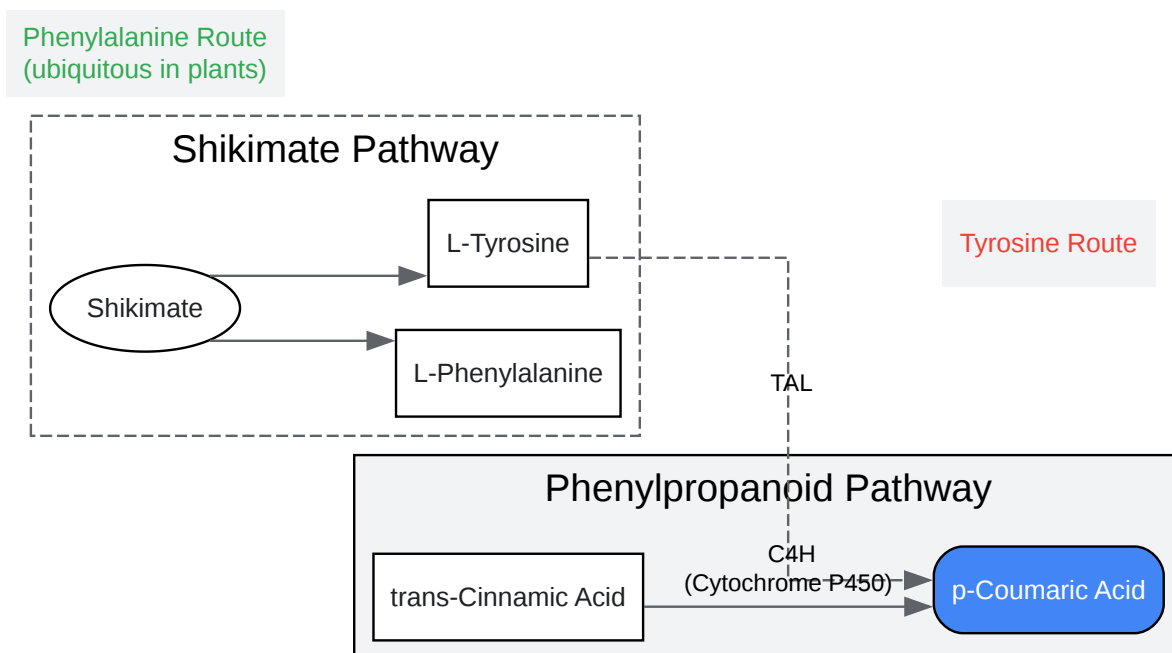 Phenylalanine Route
(ubiquitous in plants)
Shikimate Pathway
L-Tyrosine
Tyrosine Route
Shikimate
L-Phenylalanine
TAL
Phenylpropanoid Pathway
C4H
(Cytochrome P450)
trans-Cinnamic Acid
p-Coumaric Acid